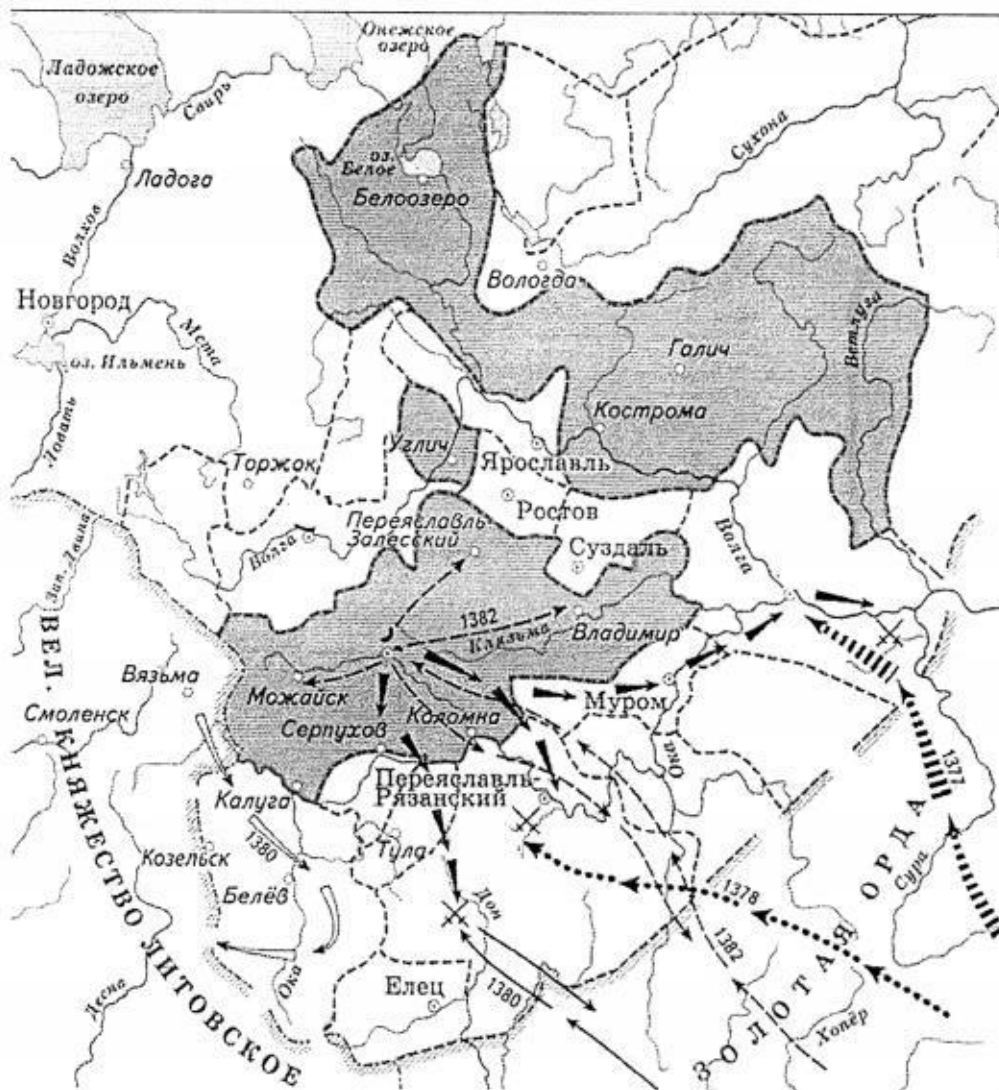 Онежское
озеро
Ладожское
озеро
Свирь
Сухона
оз.
Белое
Ладога
Белоозеро
Волхов
Вологда
Ветлуга
Новгород
Мста
Галич
оз. Ильмень
Кострома
Ловать
Углич
Торжок
Ярославль
Ростов
Переяславль-
Залесский
Суздаль
Волга
Волга
Зап. Двина
1382
Клязьма
Владимир
ВЕЛ. КНЯЖЕСТВО ЛИТОВСКОЕ
Вязьма
Можайск
Муром
Смоленск
Серпухов
Коломна
Ока
1377
Переяславль-
Рязанский
Калуга
Тула
Козельск
1380
Белёв
Сура
1378
Дон
1382
Ока
Елец
1380
Десна
Хопёр
ЗОЛОТАЯ ОРДА